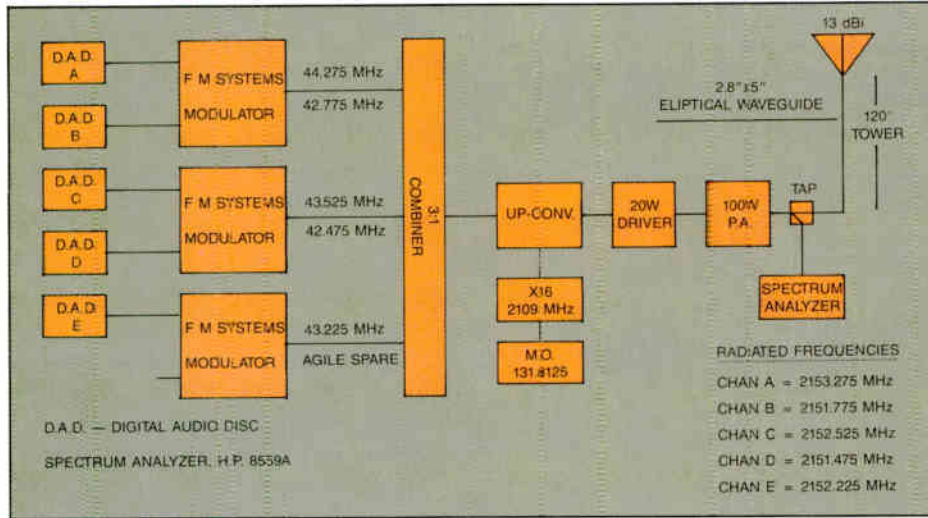 D.A.D.
A
D.A.D.
B
D.A.D.
C
D.A.D.
D
D.A.D.
E
F M SYSTEMS
MODULATOR
F M SYSTEMS
MODULATOR
F M SYSTEMS
MODULATOR
44.275 MHz
42.775 MHz
43.525 MHz
42.475 MHz
43.225 MHz
AGILE SPARE
3:1
COMBINER
UP-CONV.
X16
2109 MHz
M.O.
131.8125
20W
DRIVER
100W
P.A.
TAP
SPECTRUM
ANALYZER
13 dBi
2.8"x5"
ELIPTICAL WAVEGUIDE
120'
TOWER
D.A.D. — DIGITAL AUDIO DISC
SPECTRUM ANALYZER, H.P. 8559A
RADIATED FREQUENCIES
CHAN A = 2153.275 MHz
CHAN B = 2151.775 MHz
CHAN C = 2152.525 MHz
CHAN D = 2151.475 MHz
CHAN E = 2152.225 MHz